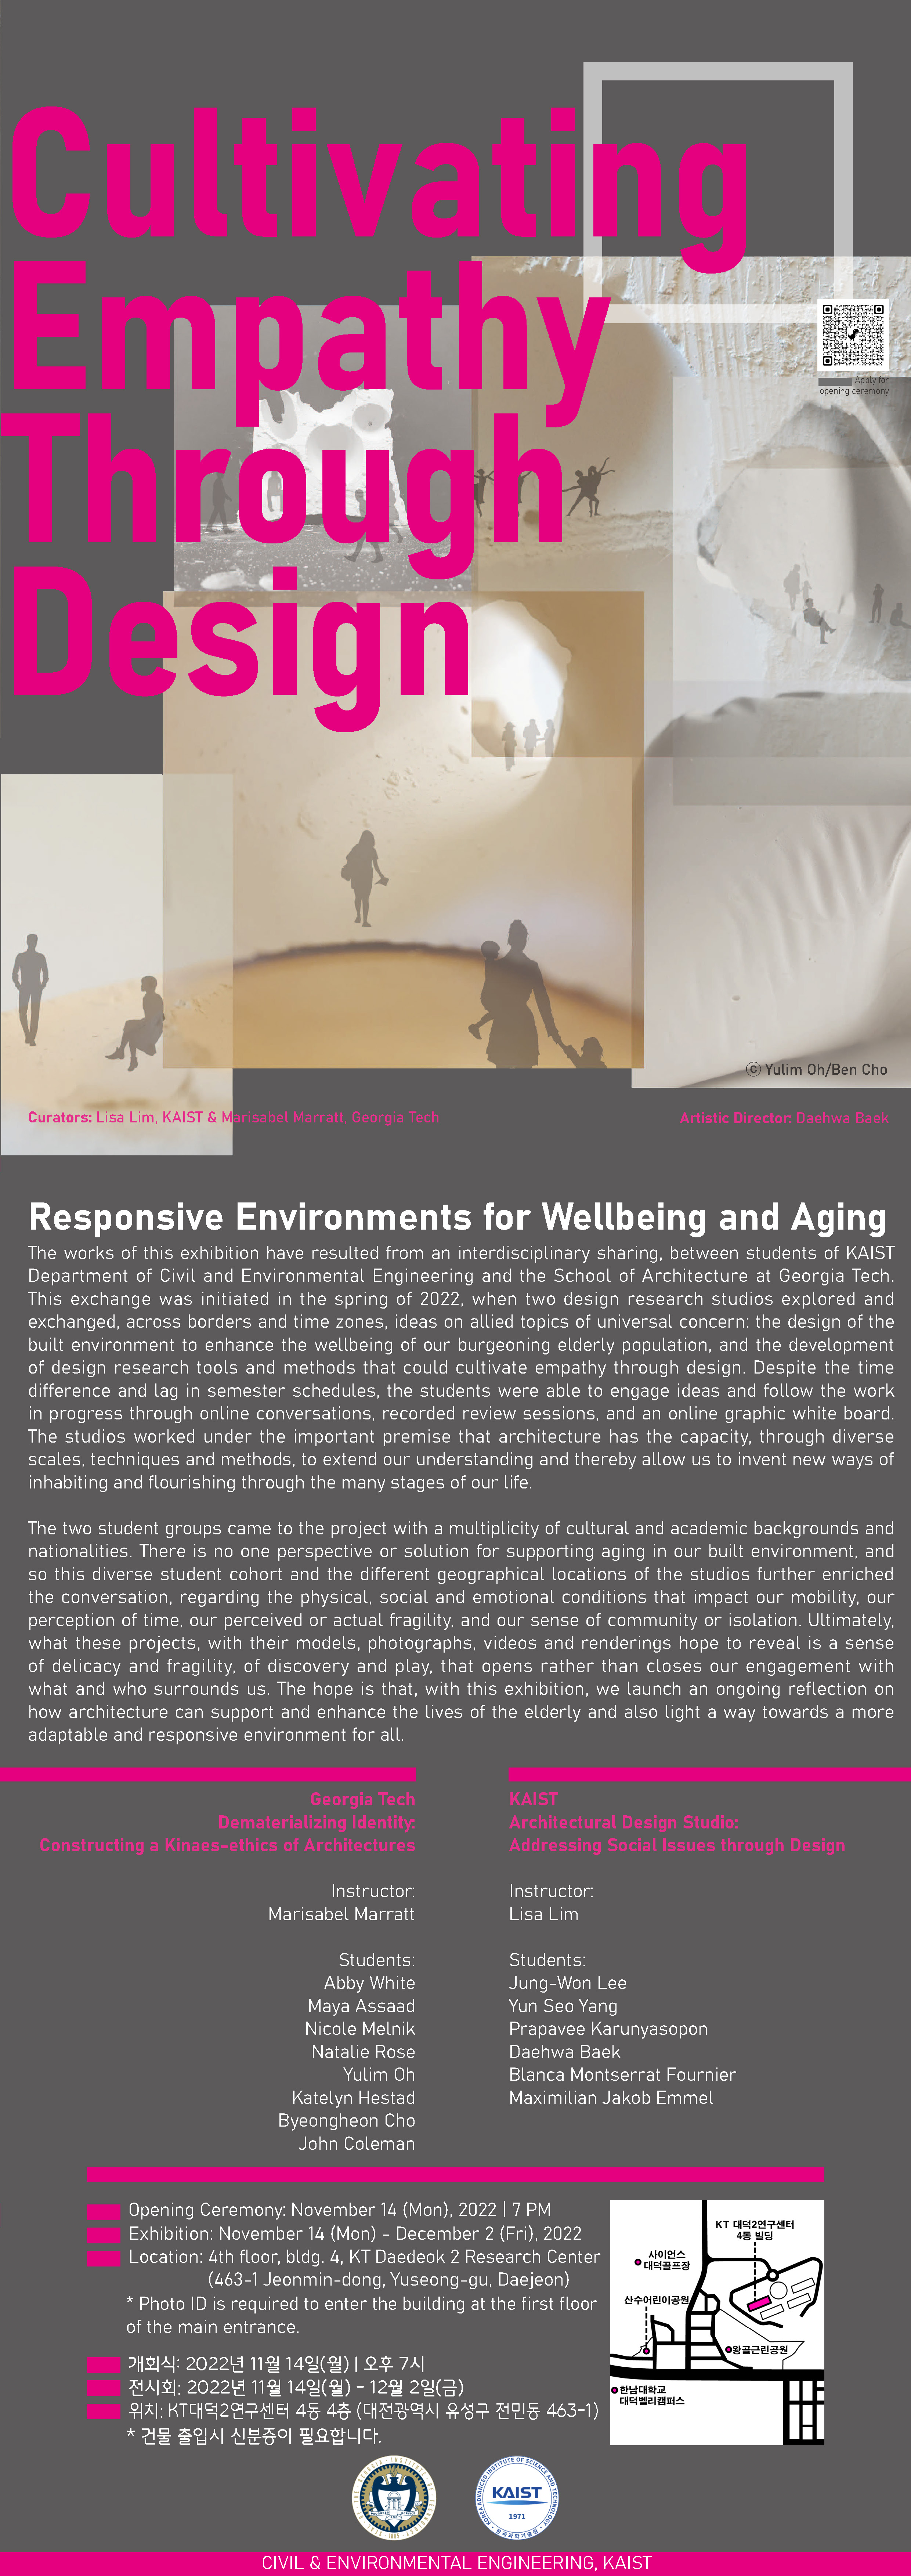 Cultivating
Empathy
Through
Design
Apply for
opening ceremony
ⓒ Yulim Oh/Ben Cho
Curators: Lisa Lim, KAIST & Marisabel Marratt, Georgia Tech
Artistic Director: Daehwa Baek
Responsive Environments for Wellbeing and Aging
The works of this exhibition have resulted from an interdisciplinary sharing, between students of KAIST
Department of Civil and Environmental Engineering and the School of Architecture at Georgia Tech.
This exchange was initiated in the spring of 2022, when two design research studios explored and
exchanged, across borders and time zones, ideas on allied topics of universal concern: the design of the
built environment to enhance the wellbeing of our burgeoning elderly population, and the development
of design research tools and methods that could cultivate empathy through design. Despite the time
difference and lag in semester schedules, the students were able to engage ideas and follow the work
in progress through online conversations, recorded review sessions, and an online graphic white board.
The studios worked under the important premise that architecture has the capacity, through diverse
scales, techniques and methods, to extend our understanding and thereby allow us to invent new ways of
inhabiting and flourishing through the many stages of our life.
The two student groups came to the project with a multiplicity of cultural and academic backgrounds and
nationalities. There is no one perspective or solution for supporting aging in our built environment, and
so this diverse student cohort and the different geographical locations of the studios further enriched
the conversation, regarding the physical, social and emotional conditions that impact our mobility, our
perception of time, our perceived or actual fragility, and our sense of community or isolation. Ultimately,
what these projects, with their models, photographs, videos and renderings hope to reveal is a sense
of delicacy and fragility, of discovery and play, that opens rather than closes our engagement with
what and who surrounds us. The hope is that, with this exhibition, we launch an ongoing reflection on
how architecture can support and enhance the lives of the elderly and also light a way towards a more
adaptable and responsive environment for all.
Georgia Tech
Dematerializing Identity:
Constructing a Kinaes-ethics of Architectures
Instructor:
Marisabel Marratt
Students:
Abby White
Maya Assaad
Nicole Melnik
Natalie Rose
Yulim Oh
Katelyn Hestad
Byeongheon Cho
John Coleman
KAIST
Architectural Design Studio:
Addressing Social Issues through Design
Instructor:
Lisa Lim
Students:
Jung-Won Lee
Yun Seo Yang
Prapavee Karunyasopon
Daehwa Baek
Blanca Montserrat Fournier
Maximilian Jakob Emmel
Opening Ceremony: November 14 (Mon), 2022 | 7 PM
Exhibition: November 14 (Mon) - December 2 (Fri), 2022
Location: 4th floor, bldg. 4, KT Daedeok 2 Research Center
(463-1 Jeonmin-dong, Yuseong-gu, Daejeon)
* Photo ID is required to enter the building at the first floor
of the main entrance.
개회식: 2022년 11월 14일(월) | 오후 7시
전시회: 2022년 11월 14일(월) - 12월 2일(금)
위치: KT대덕2연구센터 4동 4층 (대전광역시 유성구 전민동 463-1)
* 건물 출입시 신분증이 필요합니다.
KT 대덕2연구센터
4동 빌딩
사이언스
대덕골프장
산수어린이공원
왕골근린공원
한남대학교
대덕밸리캠퍼스
KOREA ADVANCED INSTITUTE OF SCIENCE AND TECHNOLOGY
KAIST
1971
한국과학기술원
CIVIL & ENVIRONMENTAL ENGINEERING, KAIST